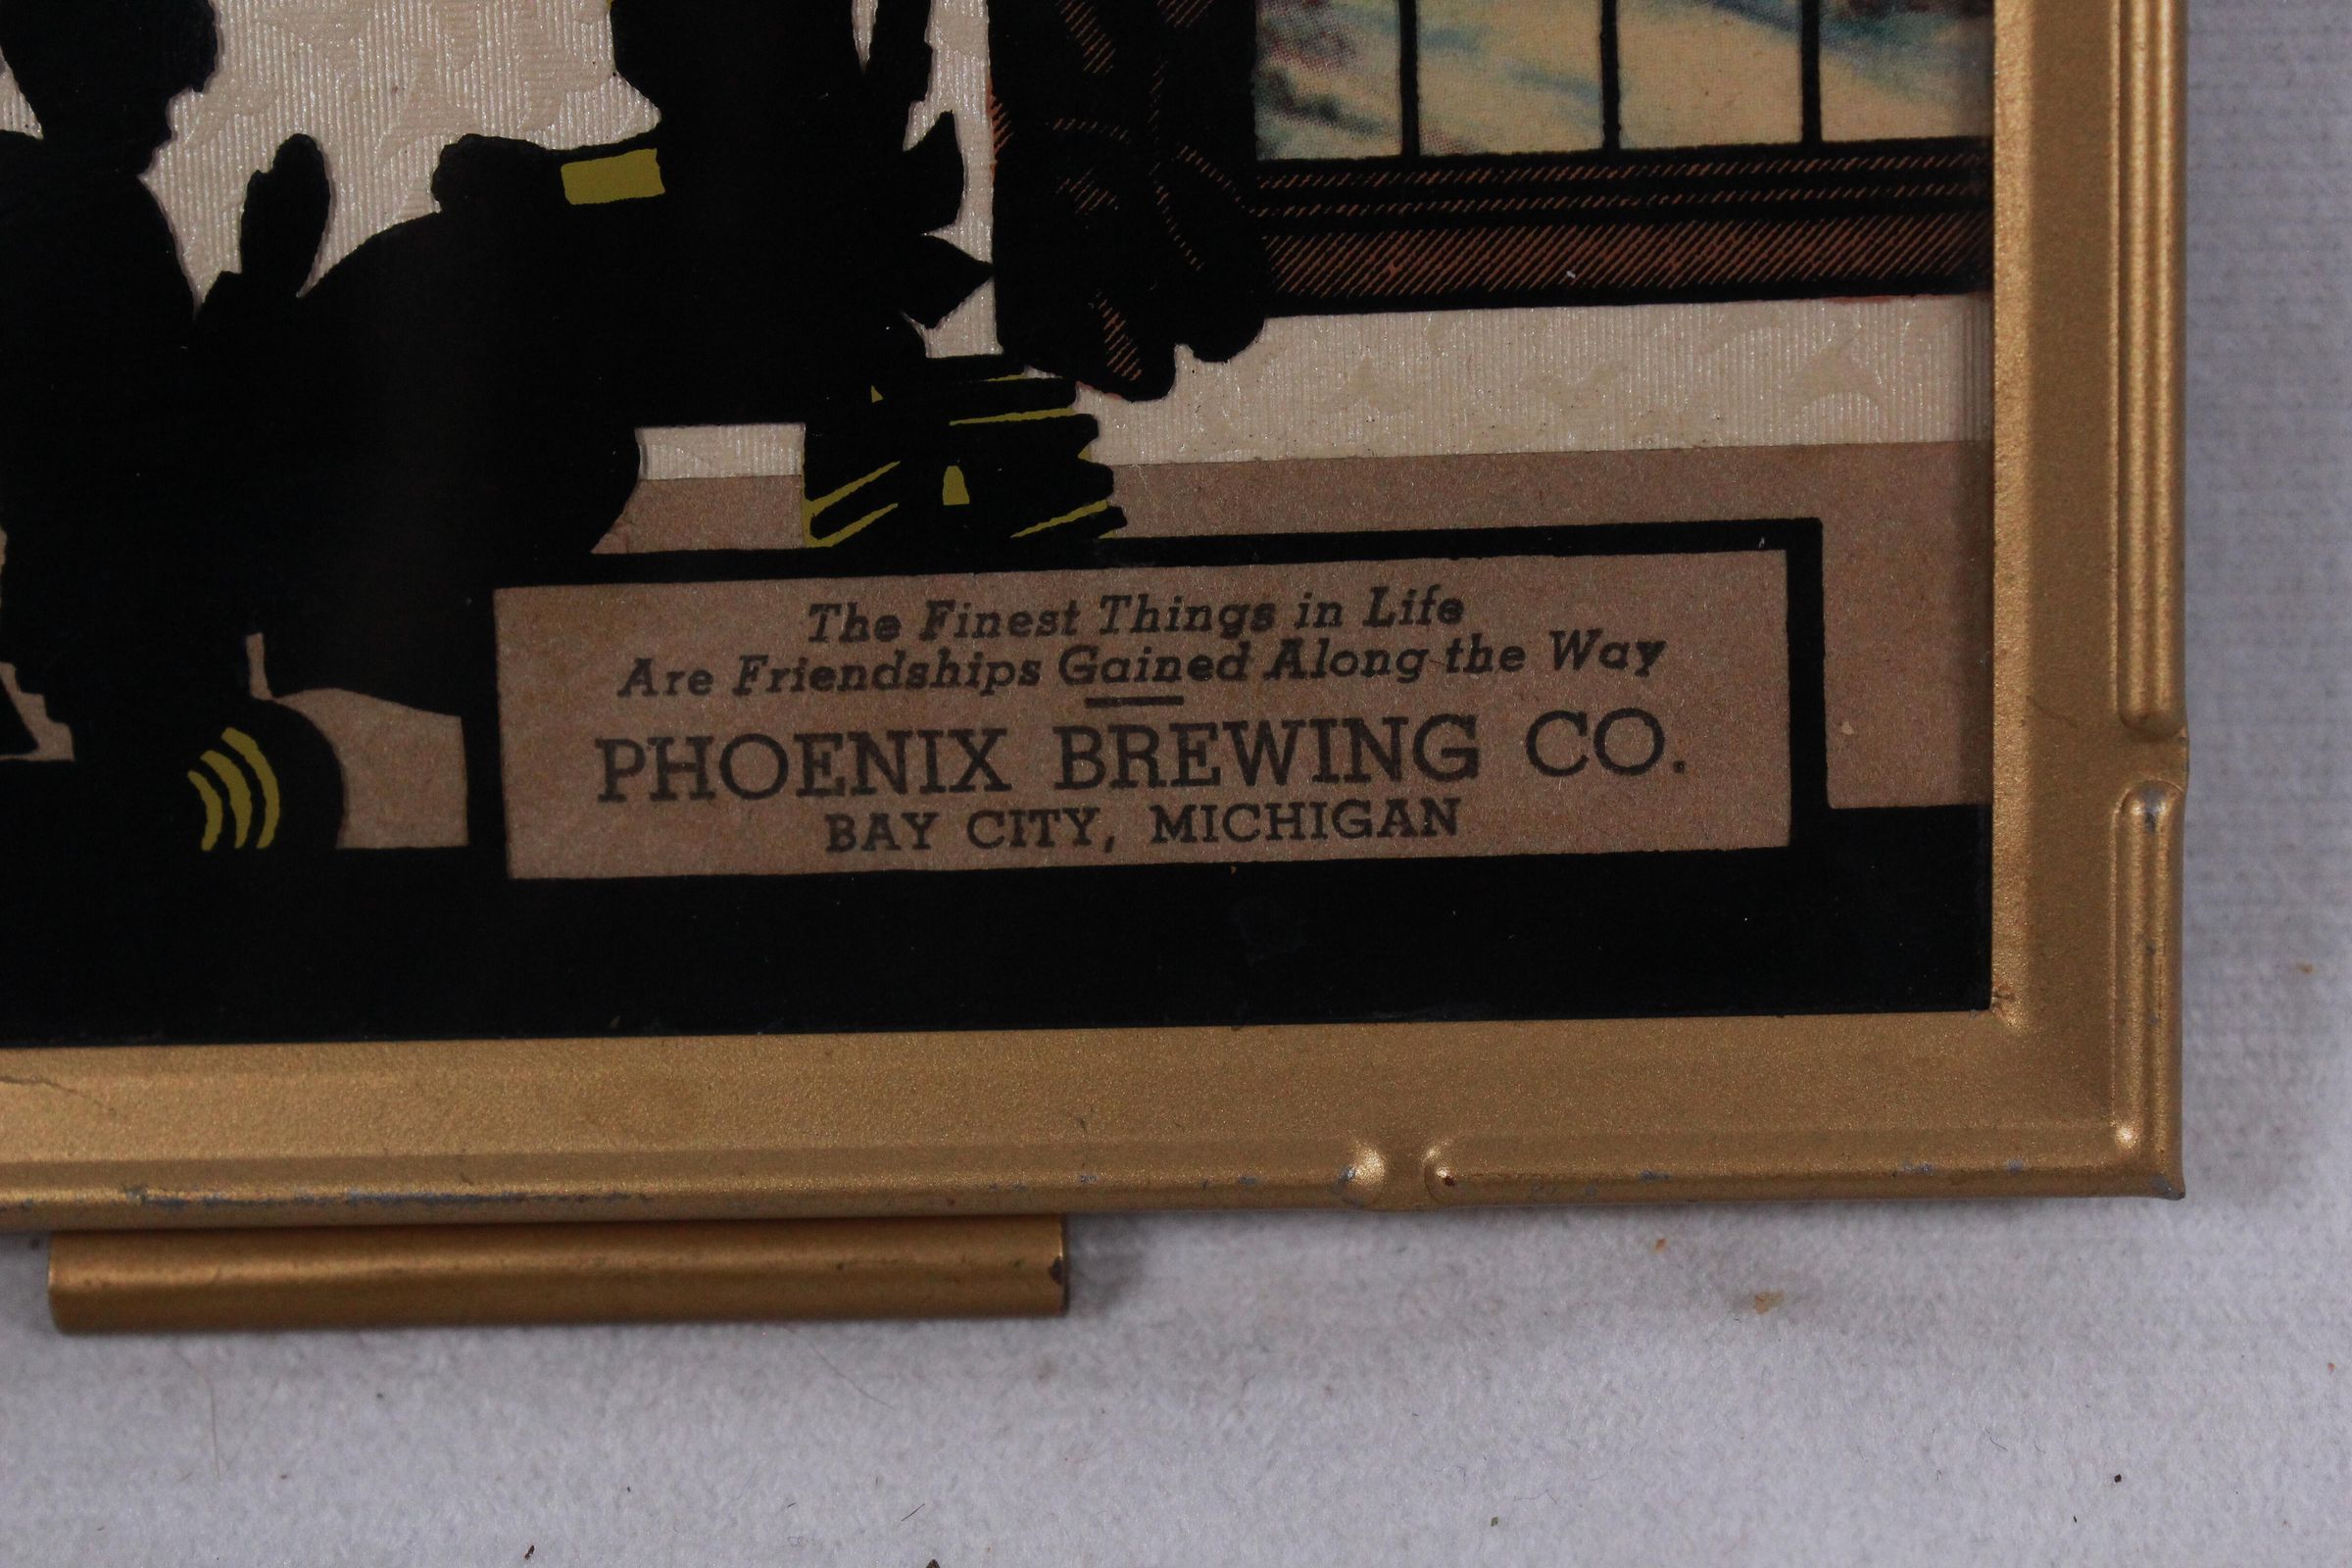 The Finest Things in Life
Are Friendships Gained Along the Way
PHOENIX BREWING CO.
BAY CITY, MICHIGAN